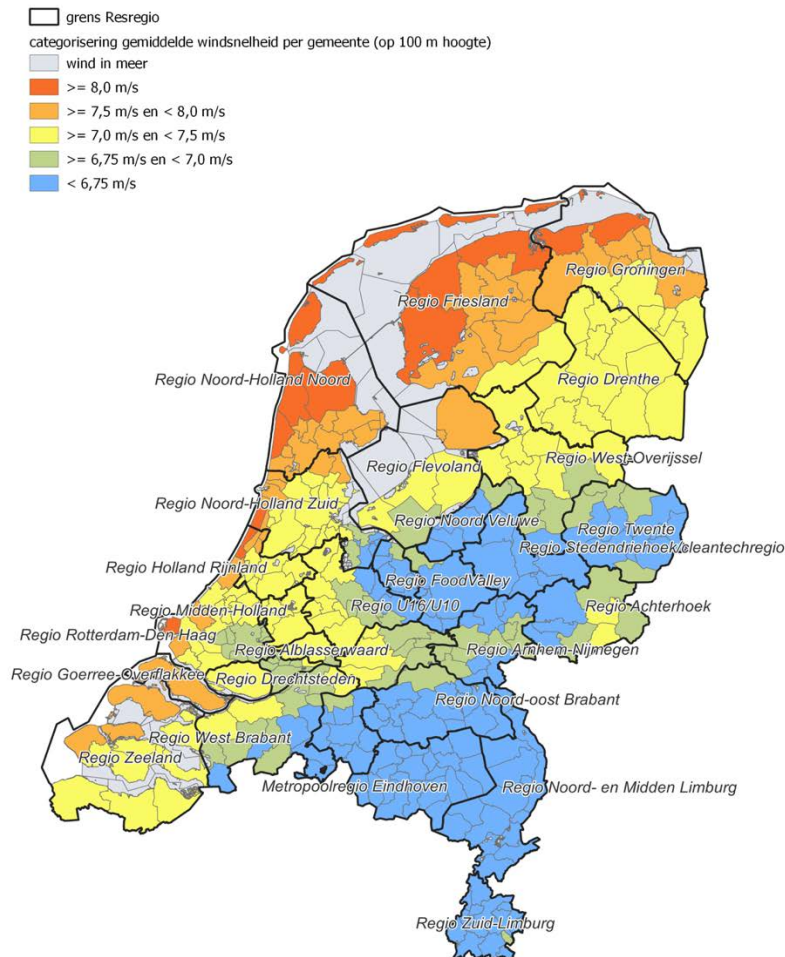 grens Resregio
categorisering gemiddelde windsnelheid per gemeente (op 100 m hoogte)
wind in meer
>= 8,0 m/s
>= 7,5 m/s en < 8,0 m/s
>= 7,0 m/s en < 7,5 m/s
>= 6,75 m/s en < 7,0 m/s
< 6,75 m/s
Regio Groningen
Regio Friesland
Regio Noord-Holland Noord
Regio Drenthe
Regio West-Overijssel
Regio Flevoland
Regio Noord-Holland Zuid
Regio Noord Veluwe
Regio Twente
Regio Stedendriehoek/cleantechregio
Regio Holland Rijnland
Regio FoodValley
Regio Midden-Holland
Regio U16/U10
Regio Achterhoek
Regio Rotterdam-Den Haag
Regio Alblasserwaard
Regio Arnhem-Nijmegen
Regio Goerree-Overflakkee
Regio Drechtsteden
Regio Noord-oost Brabant
Regio West Brabant
Regio Zeeland
Metropoolregio Eindhoven
Regio Noord- en Midden Limburg
Regio Zuid-Limburg